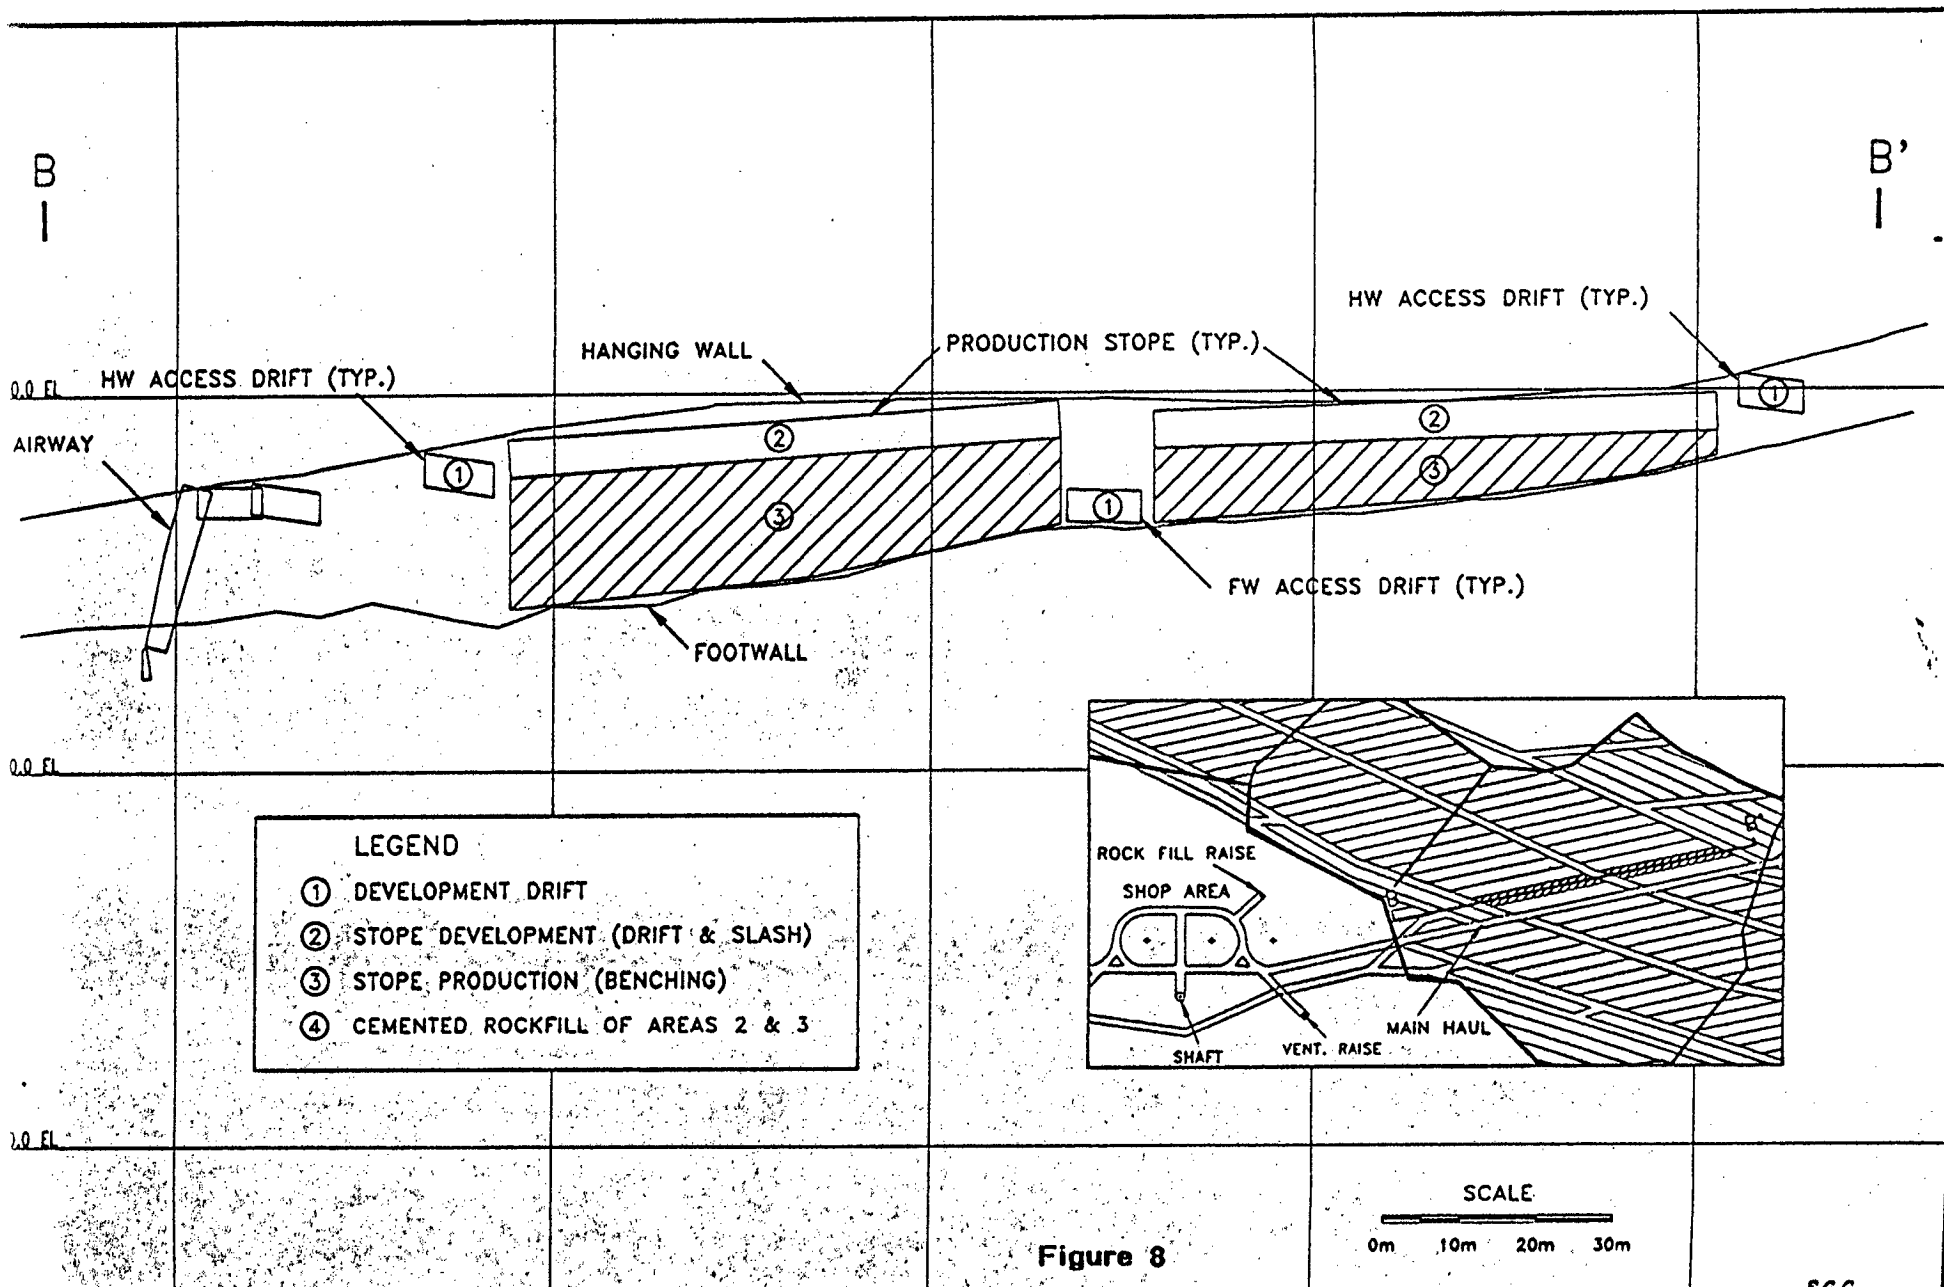 B
B'
HW ACCESS DRIFT (TYP.)
HANGING WALL
PRODUCTION STOPE (TYP.)
0.0 EL
HW ACCESS DRIFT (TYP.)
AIRWAY
1
2
3
1
2
3
1
FW ACCESS DRIFT (TYP.)
FOOTWALL
0.0 EL
LEGEND
1 DEVELOPMENT DRIFT
2 STOPE DEVELOPMENT (DRIFT & SLASH)
3 STOPE PRODUCTION (BENCHING)
4 CEMENTED ROCKFILL OF AREAS 2 & 3
B'
ROCK FILL RAISE
SHOP AREA
B
MAIN HAUL
SHAFT
VENT. RAISE
.0 EL
SCALE
0m 10m 20m 30m
Figure 8